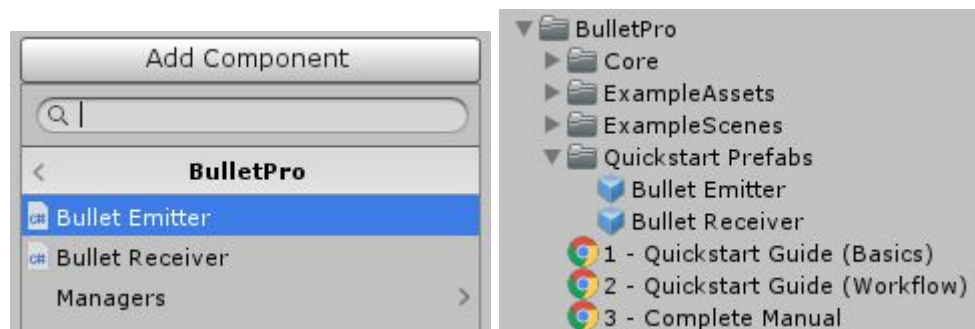 Add Component
BulletPro
Bullet Emitter
Bullet Receiver
Managers
BulletPro
Core
ExampleAssets
ExampleScenes
Quickstart Prefabs
Bullet Emitter
Bullet Receiver
1 - Quickstart Guide (Basics)
2 - Quickstart Guide (Workflow)
3 - Complete Manual